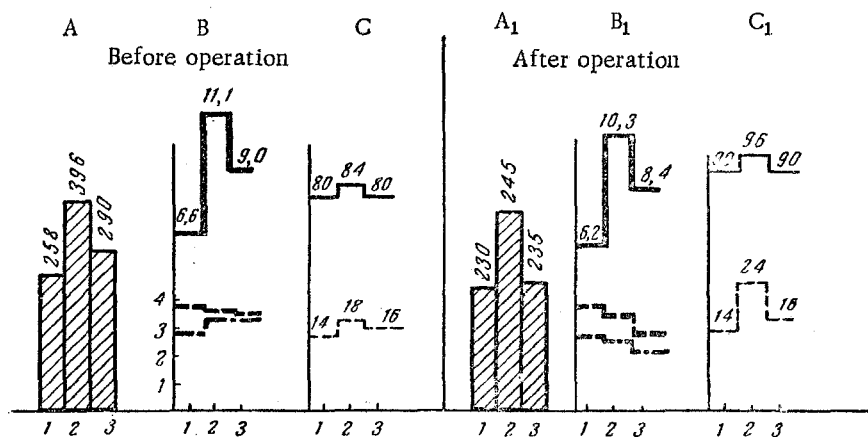 A B C A1 B1 C1
Before operation After operation
258 396 290
6,6 11,1 9,0
4
3
2
1
80 84 80
14 18 16
230 245 235
6,2 10,3 8,4
96 90
14 24 16
1 2 3 1 2 3 1 2 3 1 2 3 1 2 3 1 2 3